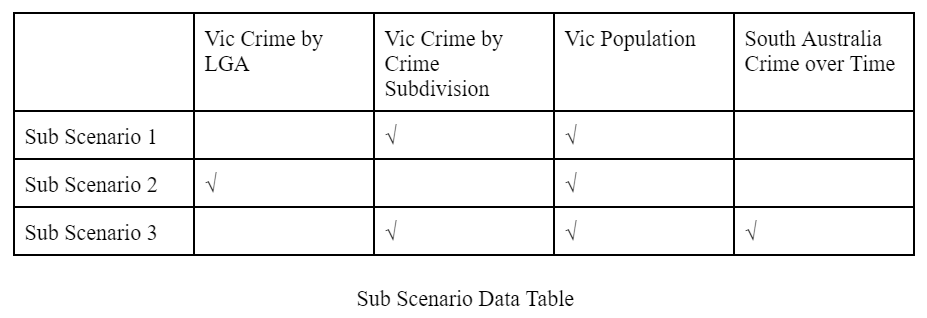 Vic Crime by
LGA
Vic Crime by
Crime
Subdivision
Vic Population
South Australia
Crime over Time
Sub Scenario 1
√
√
Sub Scenario 2
√
√
Sub Scenario 3
√
√
√
Sub Scenario Data Table